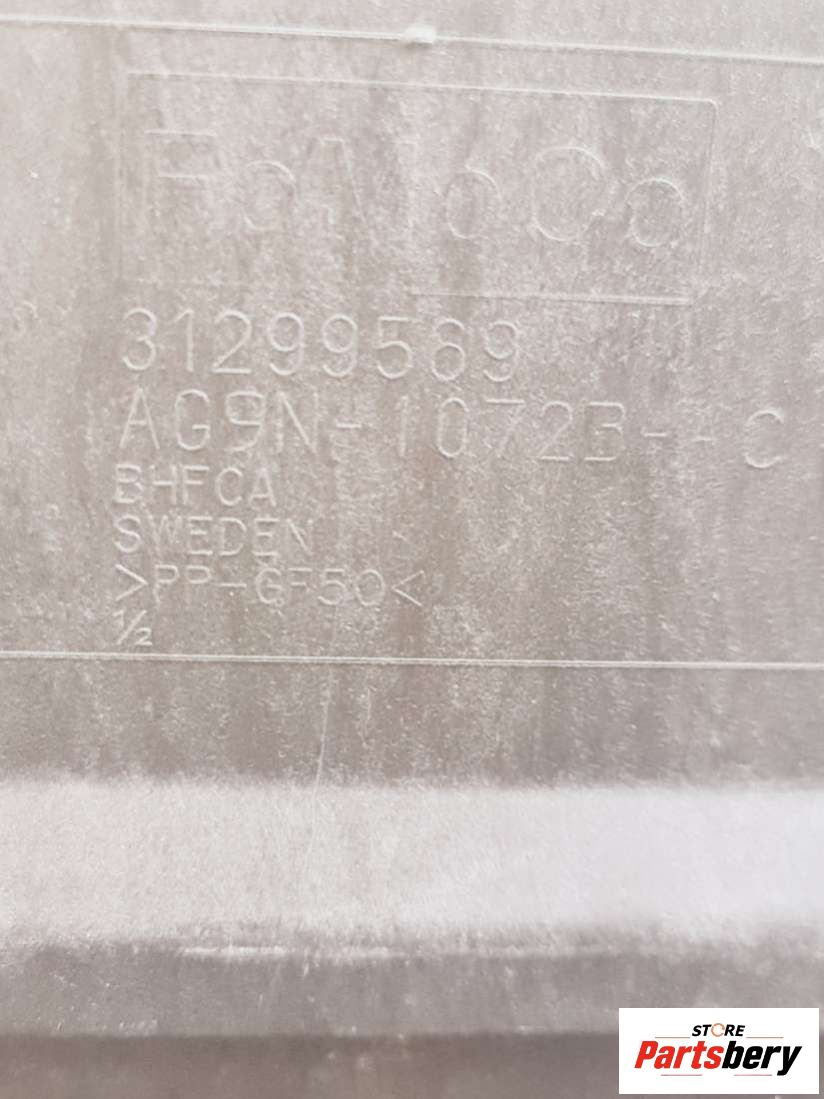 FoMoCo
31299569
AG9N-1072B--C
BHFCA
SWEDEN
>PP-GF50<
1/2
STORE
Partsbery